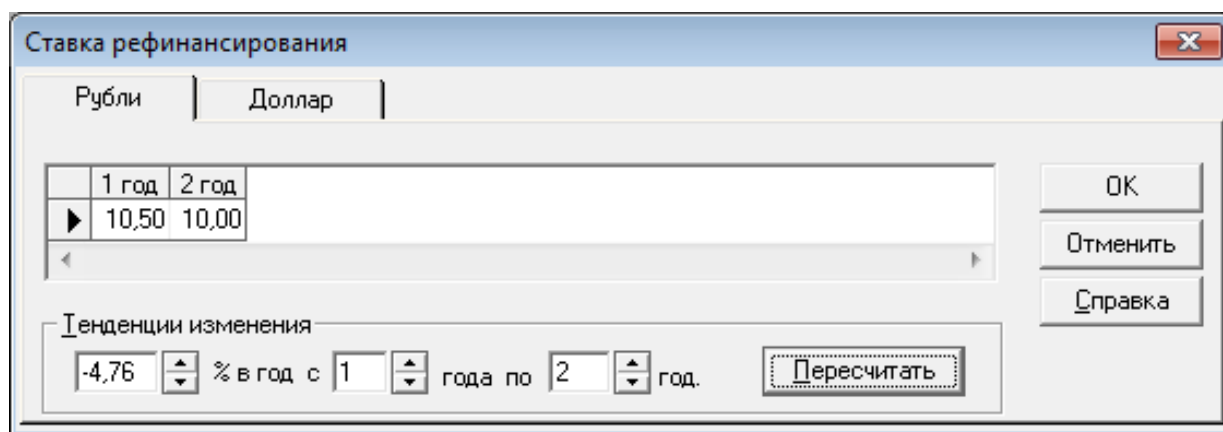 Ставка рефинансирования
Рубли Доллар
1 год 2 год
10,50 10,00
OK
Отменить
Справка
Тенденции изменения
-4,76 % в год с 1 года по 2 год. Пересчитать